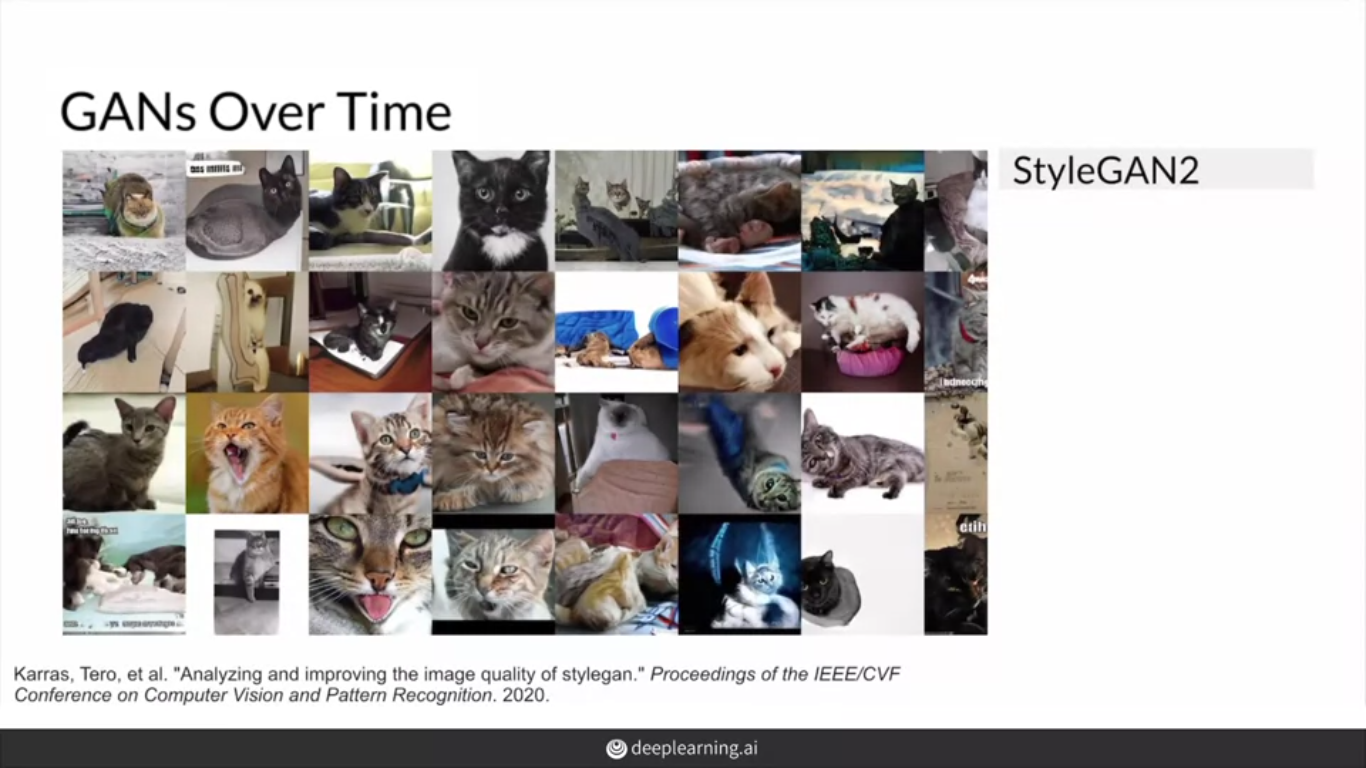 GANs Over Time
StyleGAN2
Karras, Tero, et al. "Analyzing and improving the image quality of stylegan." Proceedings of the IEEE/CVF
Conference on Computer Vision and Pattern Recognition. 2020.
deeplearning.ai